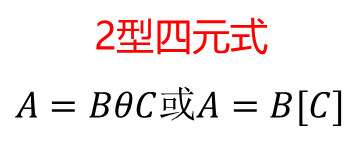 2型四元式
A = BθC或A = B[C]